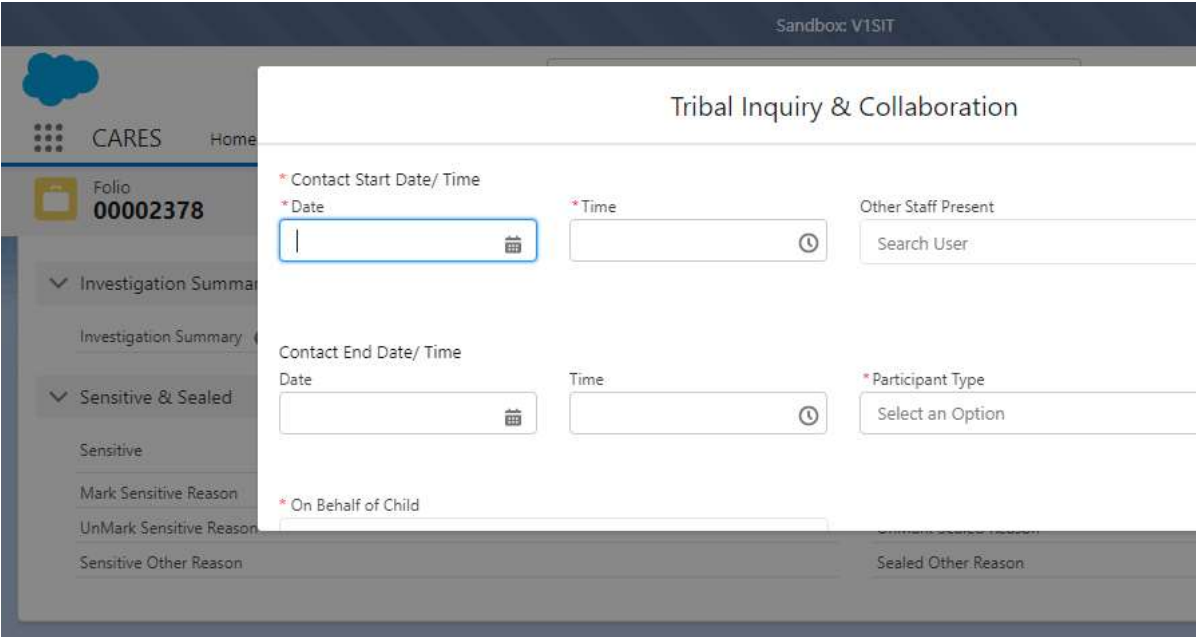 Sandbox: V1SIT
Tribal Inquiry & Collaboration
CARES Home
Folio
00002378
* Contact Start Date/ Time
* Date * Time Other Staff Present
Search User
Investigation Summar
Investigation Summary
Contact End Date/ Time
Date Time * Participant Type
Select an Option
Sensitive & Sealed
Sensitive
Mark Sensitive Reason
* On Behalf of Child
UnMark Sensitive Reason
Sensitive Other Reason Sealed Other Reason